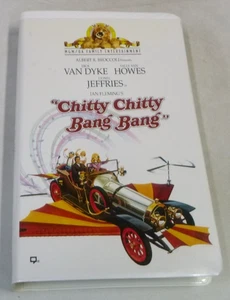 MGM/UA FAMILY ENTERTAINMENT
ALBERT R. BROCCOLI Presents
DICK VAN DYKE
SALLY ANN HOWES
LIONEL JEFFRIES
IAN FLEMING'S
"Chitty Chitty
Bang Bang"